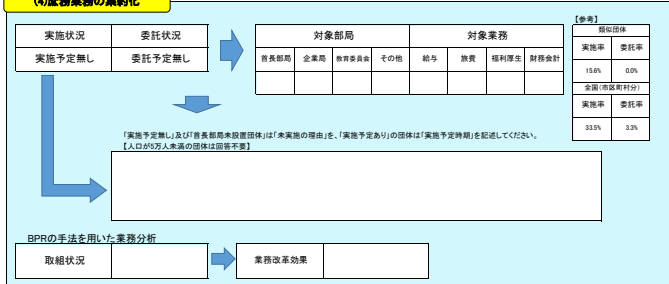 (4)庶務業務の集約化
【参考】
実施状況 委託状況
実施予定無し 委託予定無し
対象部局 対象業務
首長部局 企業局 教育委員会 その他 給与 旅費 福利厚生 財務会計
類似団体
実施率 委託率
15.6% 0.0%
全国(市区町村分)
実施率 委託率
33.5% 3.3%
「実施予定無し」及び「首長部局未設置団体」は「未実施の理由」を、「実施予定あり」の団体は「実施予定時期」を記述してください。
【人口が5万人未満の団体は回答不要】
BPRの手法を用いた業務分析
取組状況 業務改革効果